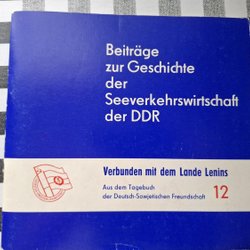 Beiträge
zur Geschichte
der
Seeverkehrswirtschaft
der DDR
Verbunden mit dem Lande Lenins
Aus dem Tagebuch
der Deutsch-Sowjetischen Freundschaft 12